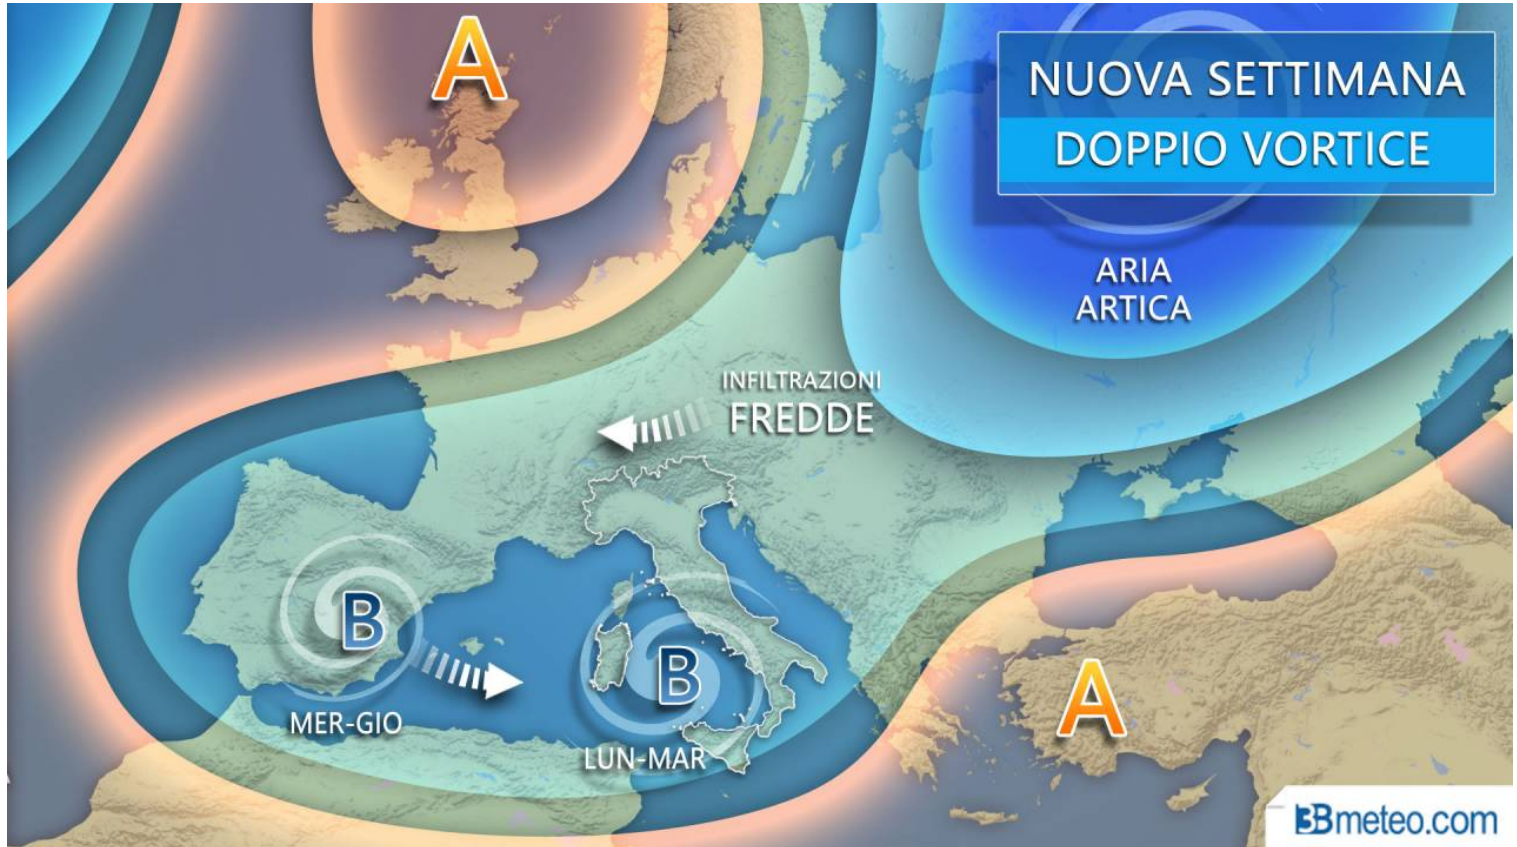 A
NUOVA SETTIMANA
DOPPIO VORTICE
ARIA
ARTICA
INFILTRAZIONI
FREDDE
B
B
A
MER-GIO
LUN-MAR
3Bmeteo.com